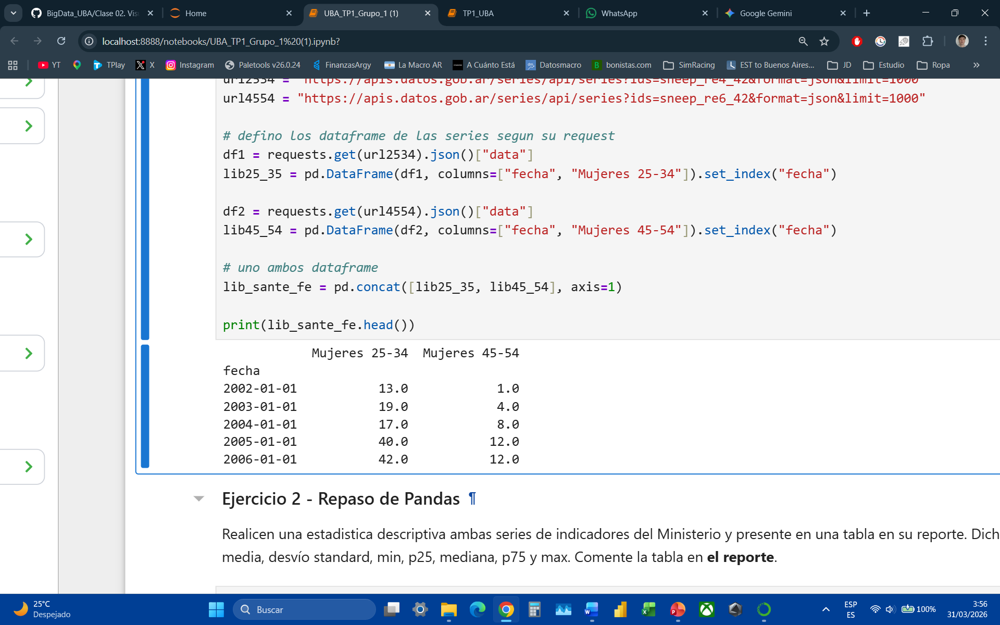 BigData_UBA/Clase 02. Vis
Home
UBA_TP1_Grupo_1 (1)
TP1_UBA
WhatsApp
Google Gemini
localhost:8888/notebooks/UBA_TP1_Grupo_1%20(1).ipynb?
YT
TPlay
X
Instagram
Paletools v26.0.24
FinanzasArgy
La Macro AR
A Cuánto Está
Datosmacro
bonistas.com
SimRacing
EST to Buenos Aires...
JD
Estudio
Ropa
url2534 = "https://apis.datos.gob.ar/series/api/series?ids=sneep_re4_42&format=json&limit=1000"
url4554 = "https://apis.datos.gob.ar/series/api/series?ids=sneep_re6_42&format=json&limit=1000"
# defino los dataframe de las series segun su request
df1 = requests.get(url2534).json()["data"]
lib25_35 = pd.DataFrame(df1, columns=["fecha", "Mujeres 25-34"]).set_index("fecha")
df2 = requests.get(url4554).json()["data"]
lib45_54 = pd.DataFrame(df2, columns=["fecha", "Mujeres 45-54"]).set_index("fecha")
# uno ambos dataframe
lib_sante_fe = pd.concat([lib25_35, lib45_54], axis=1)
print(lib_sante_fe.head())
Mujeres 25-34 Mujeres 45-54
fecha
2002-01-01 13.0 1.0
2003-01-01 19.0 4.0
2004-01-01 17.0 8.0
2005-01-01 40.0 12.0
2006-01-01 42.0 12.0
Ejercicio 2 - Repaso de Pandas ¶
Realicen una estadistica descriptiva ambas series de indicadores del Ministerio y presente en una tabla en su reporte. Dich
media, desvío standard, min, p25, mediana, p75 y max. Comente la tabla en el reporte.
25°C
Despejado
Buscar
ESP
ES
100%
3:56
31/03/2026